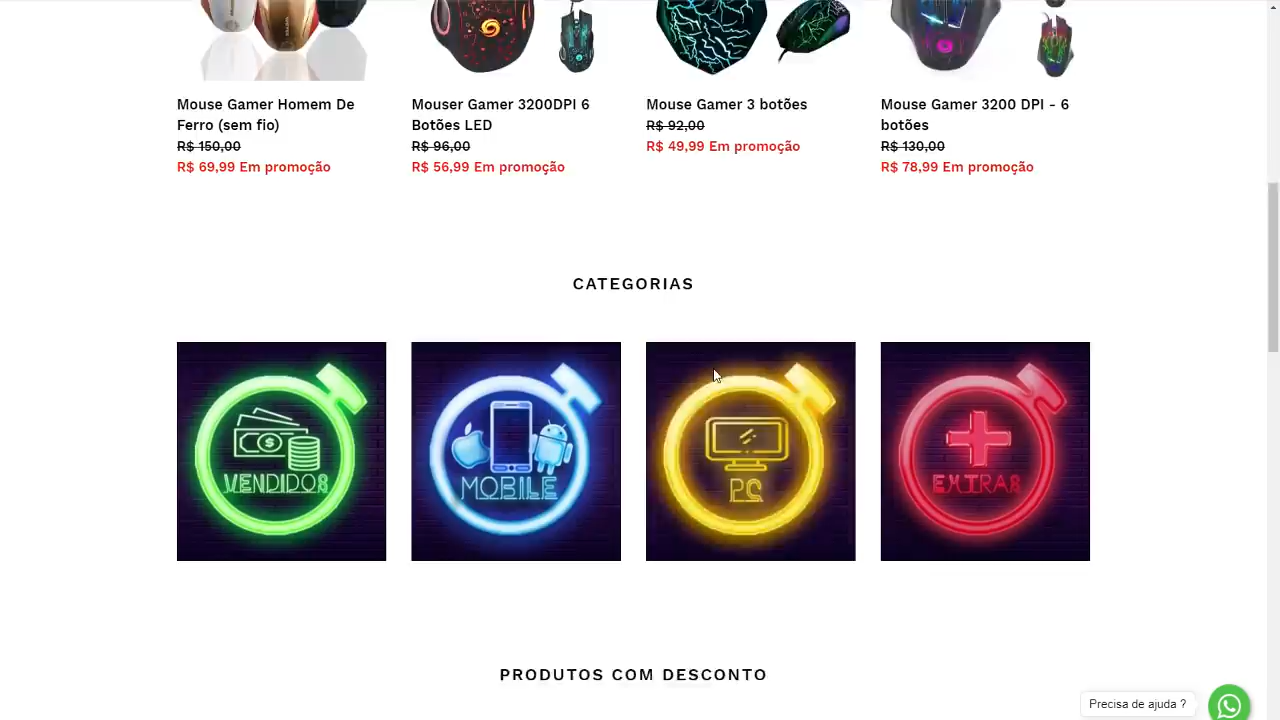 Mouse Gamer Homem De
Ferro (sem fio)
R$ 150,00
R$ 69,99 Em promoção
Mouser Gamer 3200DPI 6
Botões LED
R$ 96,00
R$ 56,99 Em promoção
Mouse Gamer 3 botões
R$ 92,00
R$ 49,99 Em promoção
Mouse Gamer 3200 DPI - 6
botões
R$ 130,00
R$ 78,99 Em promoção
CATEGORIAS
VENDIDOS
MOBILE
PC
EXTRAS
PRODUTOS COM DESCONTO
Precisa de ajuda ?